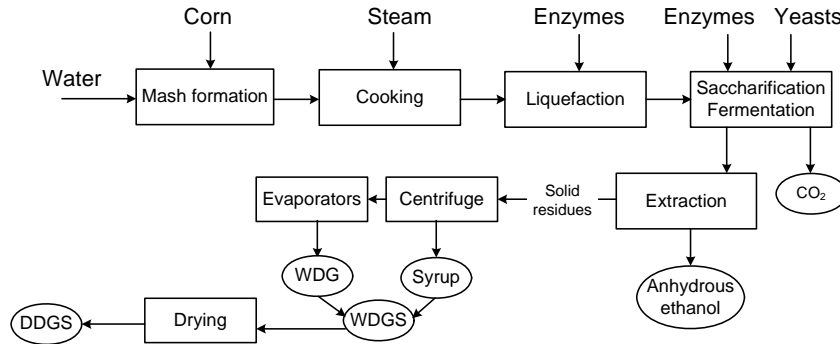 Corn
Steam
Enzymes
Enzymes
Yeasts
Water
Mash formation
Cooking
Liquefaction
Saccharification
Fermentation
Evaporators
Centrifuge
Solid
residues
Extraction
CO₂
WDG
Syrup
Anhydrous
ethanol
DDGS
Drying
WDGS